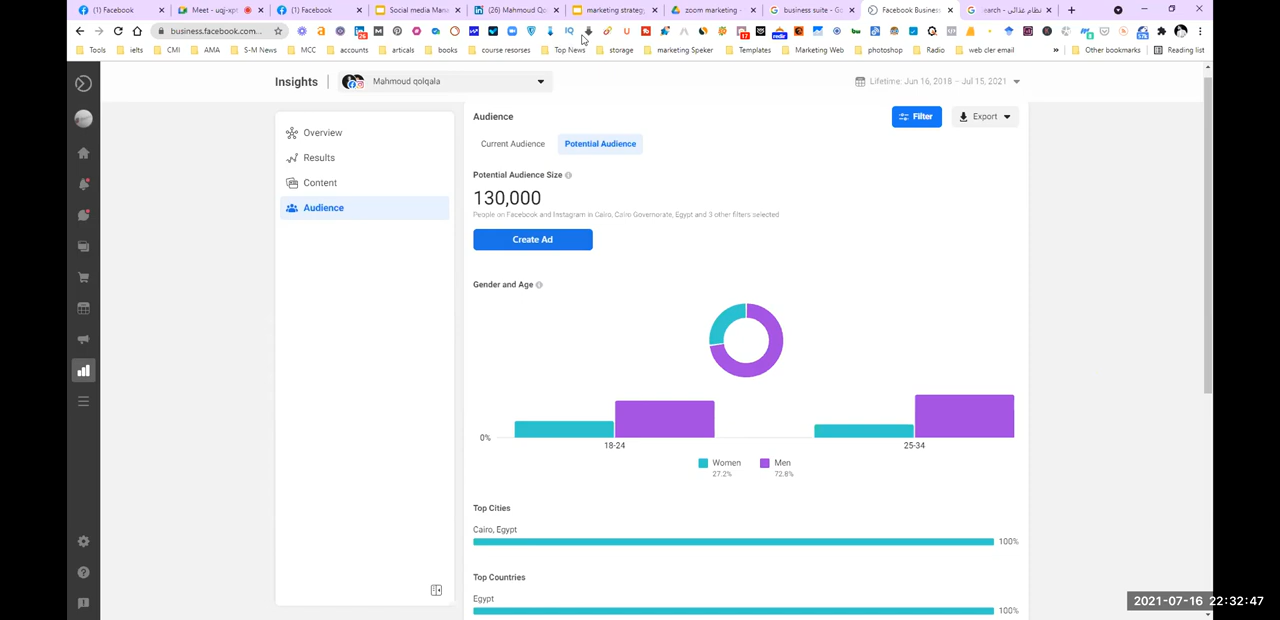 (1) Facebook
Meet - uqj-xpt
(1) Facebook
Social media Mana
(26) Mahmoud Qo
marketing strateg
zoom marketing -
business suite - Go
Facebook Business
نظام غذائي - earch
business.facebook.com...
Tools
ielts
CMI
AMA
S-M News
MCC
accounts
articals
books
course resorses
Top News
storage
marketing Speker
Templates
Marketing Web
photoshop
Radio
web cler email
»
Other bookmarks
Reading list
Insights
Mahmoud qolqala
Lifetime: Jun 16, 2018 – Jul 15, 2021
Overview
Results
Content
Audience
Audience
Filter
Export
Current Audience
Potential Audience
Potential Audience Size
130,000
People on Facebook and Instagram in Cairo, Cairo Governorate, Egypt and 3 other filters selected
Create Ad
Gender and Age
0%
18-24
25-34
Women
27.2%
Men
72.8%
Top Cities
Cairo, Egypt
100%
Top Countries
Egypt
100%
2021-07-16 22:32:47